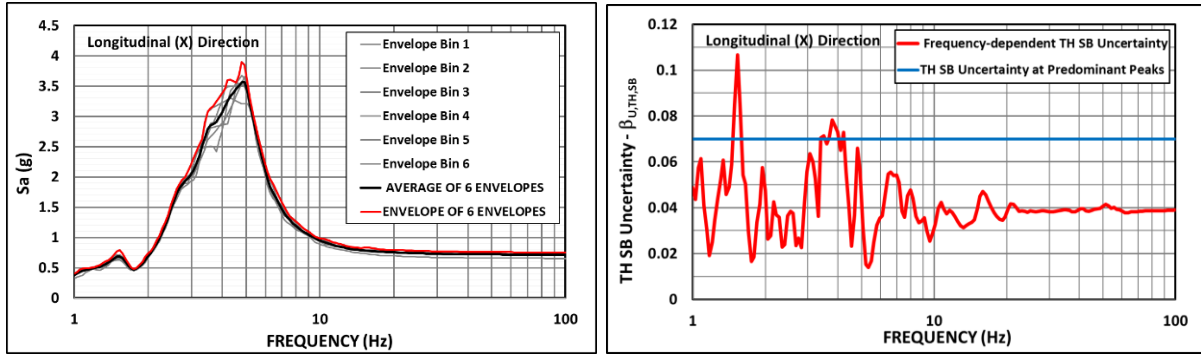 4.5
4
3.5
3
2.5
2
1.5
1
0.5
0
Sa (g)
Longitudinal (X) Direction
Envelope Bin 1
Envelope Bin 2
Envelope Bin 3
Envelope Bin 4
Envelope Bin 5
Envelope Bin 6
AVERAGE OF 6 ENVELOPES
ENVELOPE OF 6 ENVELOPES
1 10 100
FREQUENCY (Hz)
0.12
0.1
0.08
0.06
0.04
0.02
0
TH SB Uncertainty - βU,TH,SB
Longitudinal (X) Direction
Frequency-dependent TH SB Uncertainty
TH SB Uncertainty at Predominant Peaks
1 10 100
FREQUENCY (Hz)